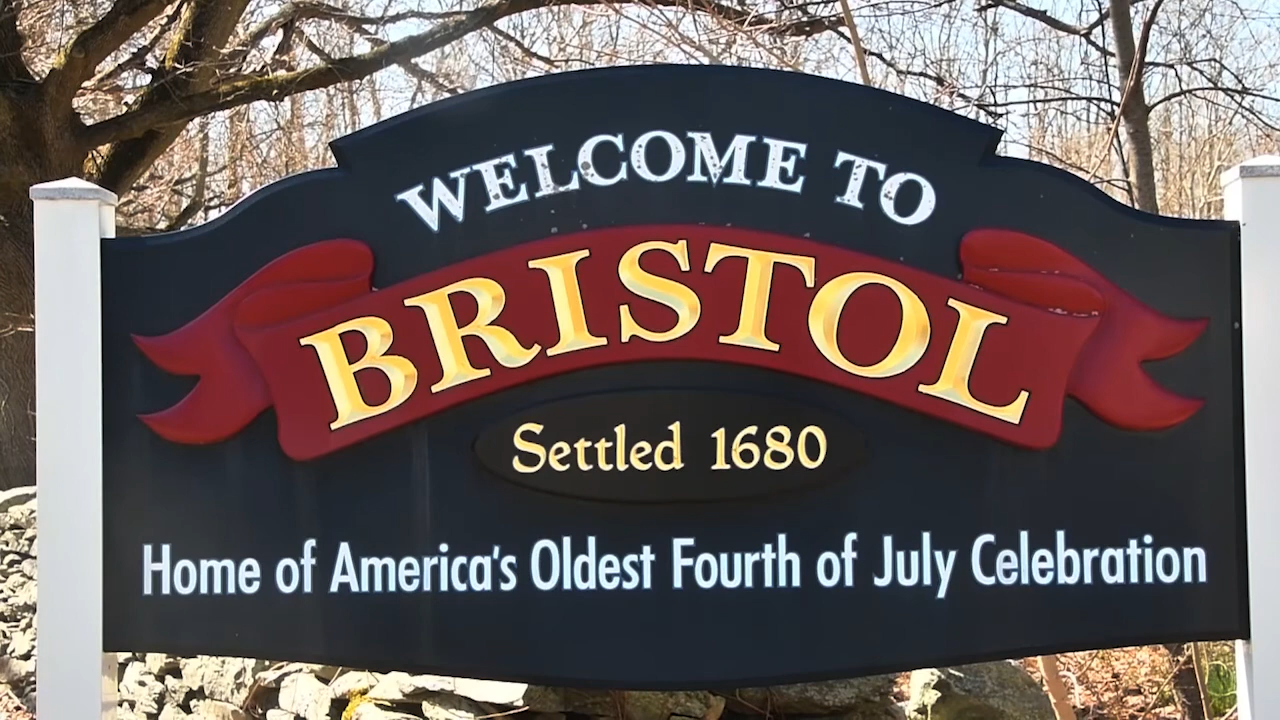 WELCOME TO
BRISTOL
Settled 1680
Home of America's Oldest Fourth of July Celebration